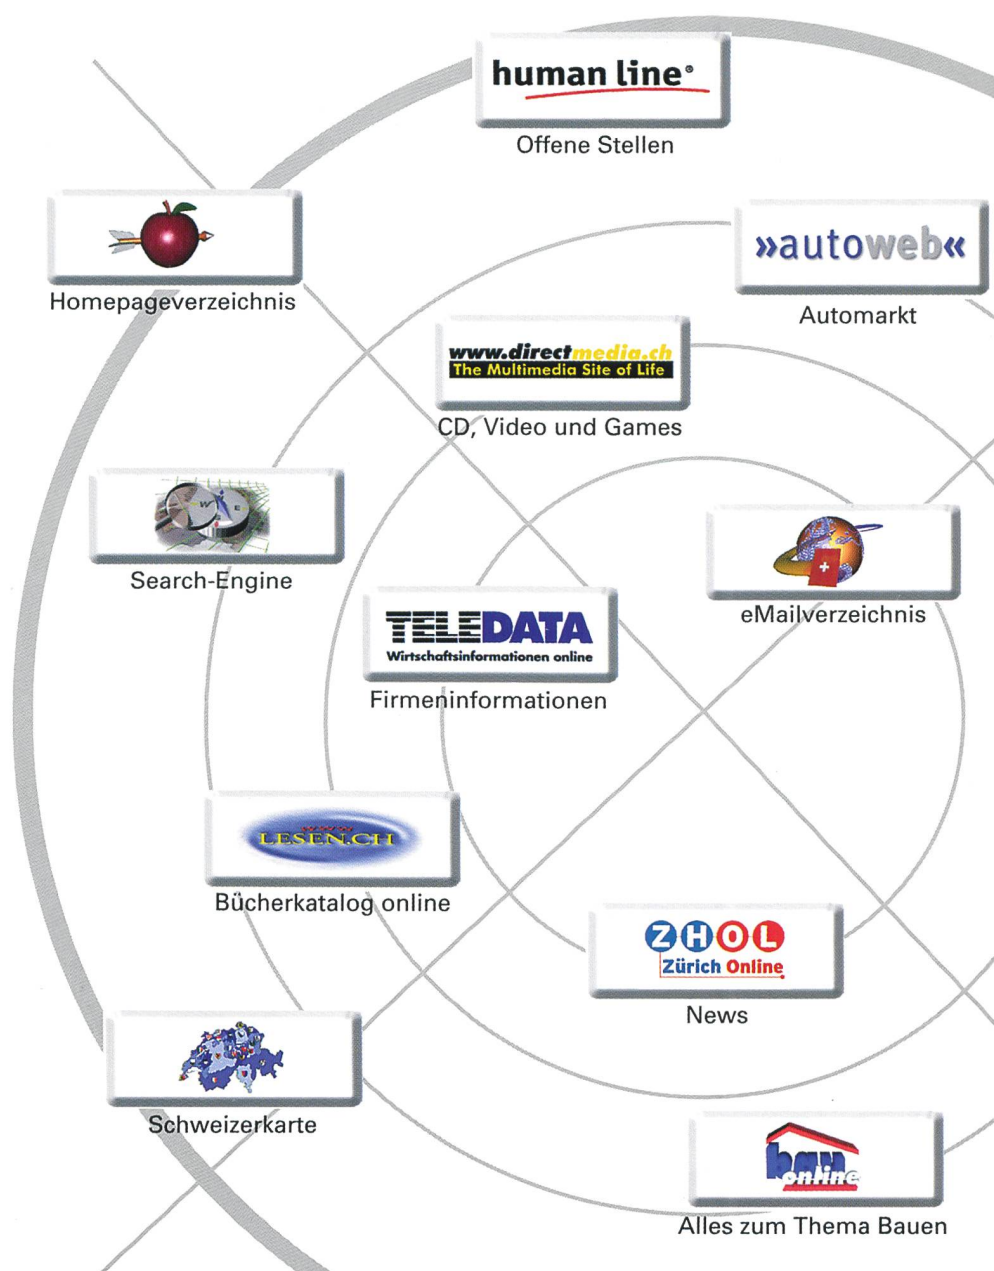 human line®
Offene Stellen
Homepageverzeichnis
»autoweb«
Automarkt
www.directmedia.ch
The Multimedia Site of Life
CD, Video und Games
W E
Search-Engine
eMailverzeichnis
TELEDATA
Wirtschaftsinformationen online
Firmeninformationen
www
LESEN.CH
Bücherkatalog online
ZHOL
Zürich Online
News
Schweizerkarte
bau
online
Alles zum Thema Bauen